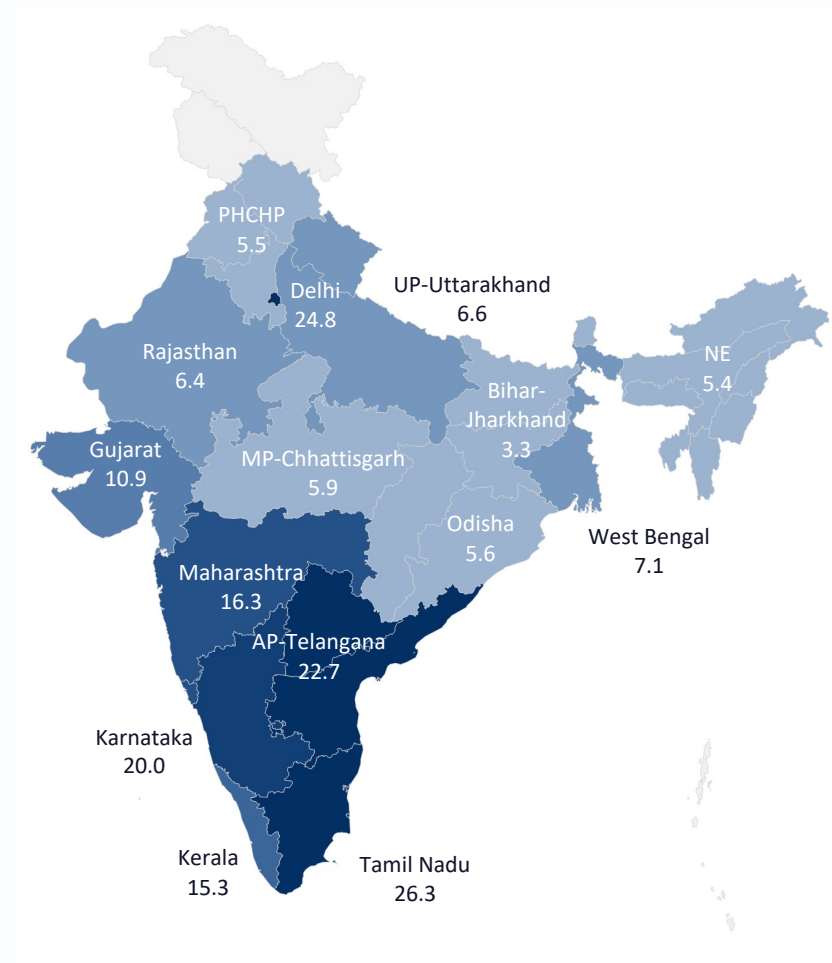 PHCHP
5.5
Delhi
24.8
UP-Uttarakhand
6.6
Rajasthan
6.4
NE
5.4
Bihar-
Jharkhand
3.3
Gujarat
10.9
MP-Chhattisgarh
5.9
Odisha
5.6
West Bengal
7.1
Maharashtra
16.3
AP-Telangana
22.7
Karnataka
20.0
Kerala
15.3
Tamil Nadu
26.3